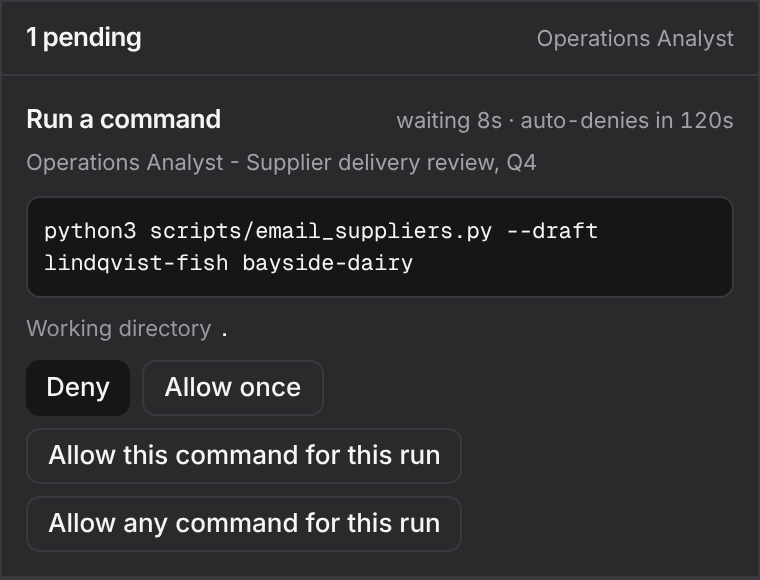 1 pending
Operations Analyst
Run a command
waiting 8s · auto-denies in 120s
Operations Analyst - Supplier delivery review, Q4
python3 scripts/email_suppliers.py --draft
lindqvist-fish bayside-dairy
Working directory .
Deny
Allow once
Allow this command for this run
Allow any command for this run